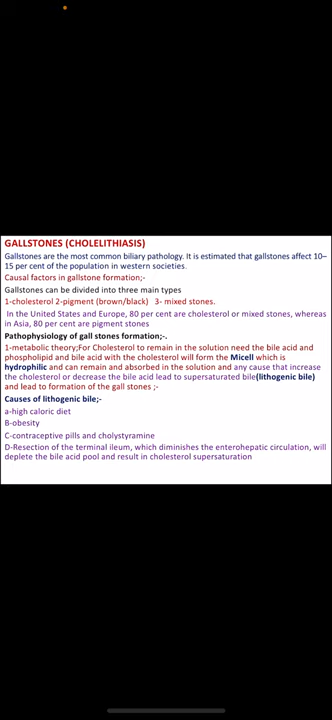 GALLSTONES (CHOLELITHIASIS)
Gallstones are the most common biliary pathology. It is estimated that gallstones affect 10–
15 per cent of the population in western societies.
Causal factors in gallstone formation;-
Gallstones can be divided into three main types
1-cholesterol 2-pigment (brown/black) 3- mixed stones.
In the United States and Europe, 80 per cent are cholesterol or mixed stones, whereas
in Asia, 80 per cent are pigment stones
Pathophysiology of gall stones formation;-.
1-metabolic theory;For Cholesterol to remain in the solution need the bile acid and
phospholipid and bile acid with the cholesterol will form the Micell which is
hydrophilic and can remain and absorbed in the solution and any cause that increase
the cholesterol or decrease the bile acid lead to supersaturated bile(lithogenic bile)
and lead to formation of the gall stones ;-
Causes of lithogenic bile;-
a-high caloric diet
B-obesity
C-contraceptive pills and cholystyramine
D-Resection of the terminal ileum, which diminishes the enterohepatic circulation, will
deplete the bile acid pool and result in cholesterol supersaturation